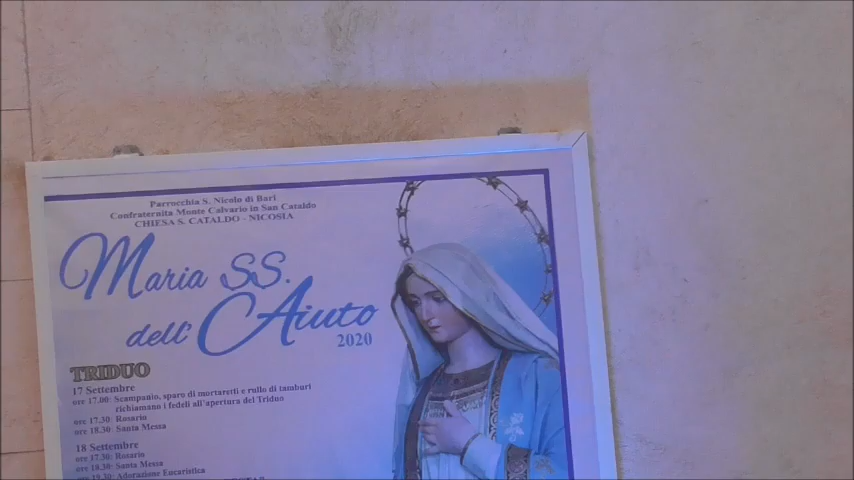 Parrocchia S. Nicolo di Bari
Confraternita Monte Calvario in San Cataldo
CHIESA S. CATALDO - NICOSIA
Maria SS.
dell' Aiuto
2020
TRIDUO
17 Settembre
ore 17.00: Scampanio, sparo di mortaretti e rullo di tamburi
richiamano i fedeli all'apertura del Triduo
ore 17.30: Rosario
ore 18.30: Santa Messa
18 Settembre
ore 17.30: Rosario
ore 18.30: Santa Messa
ore 19.30: Adorazione Eucaristica